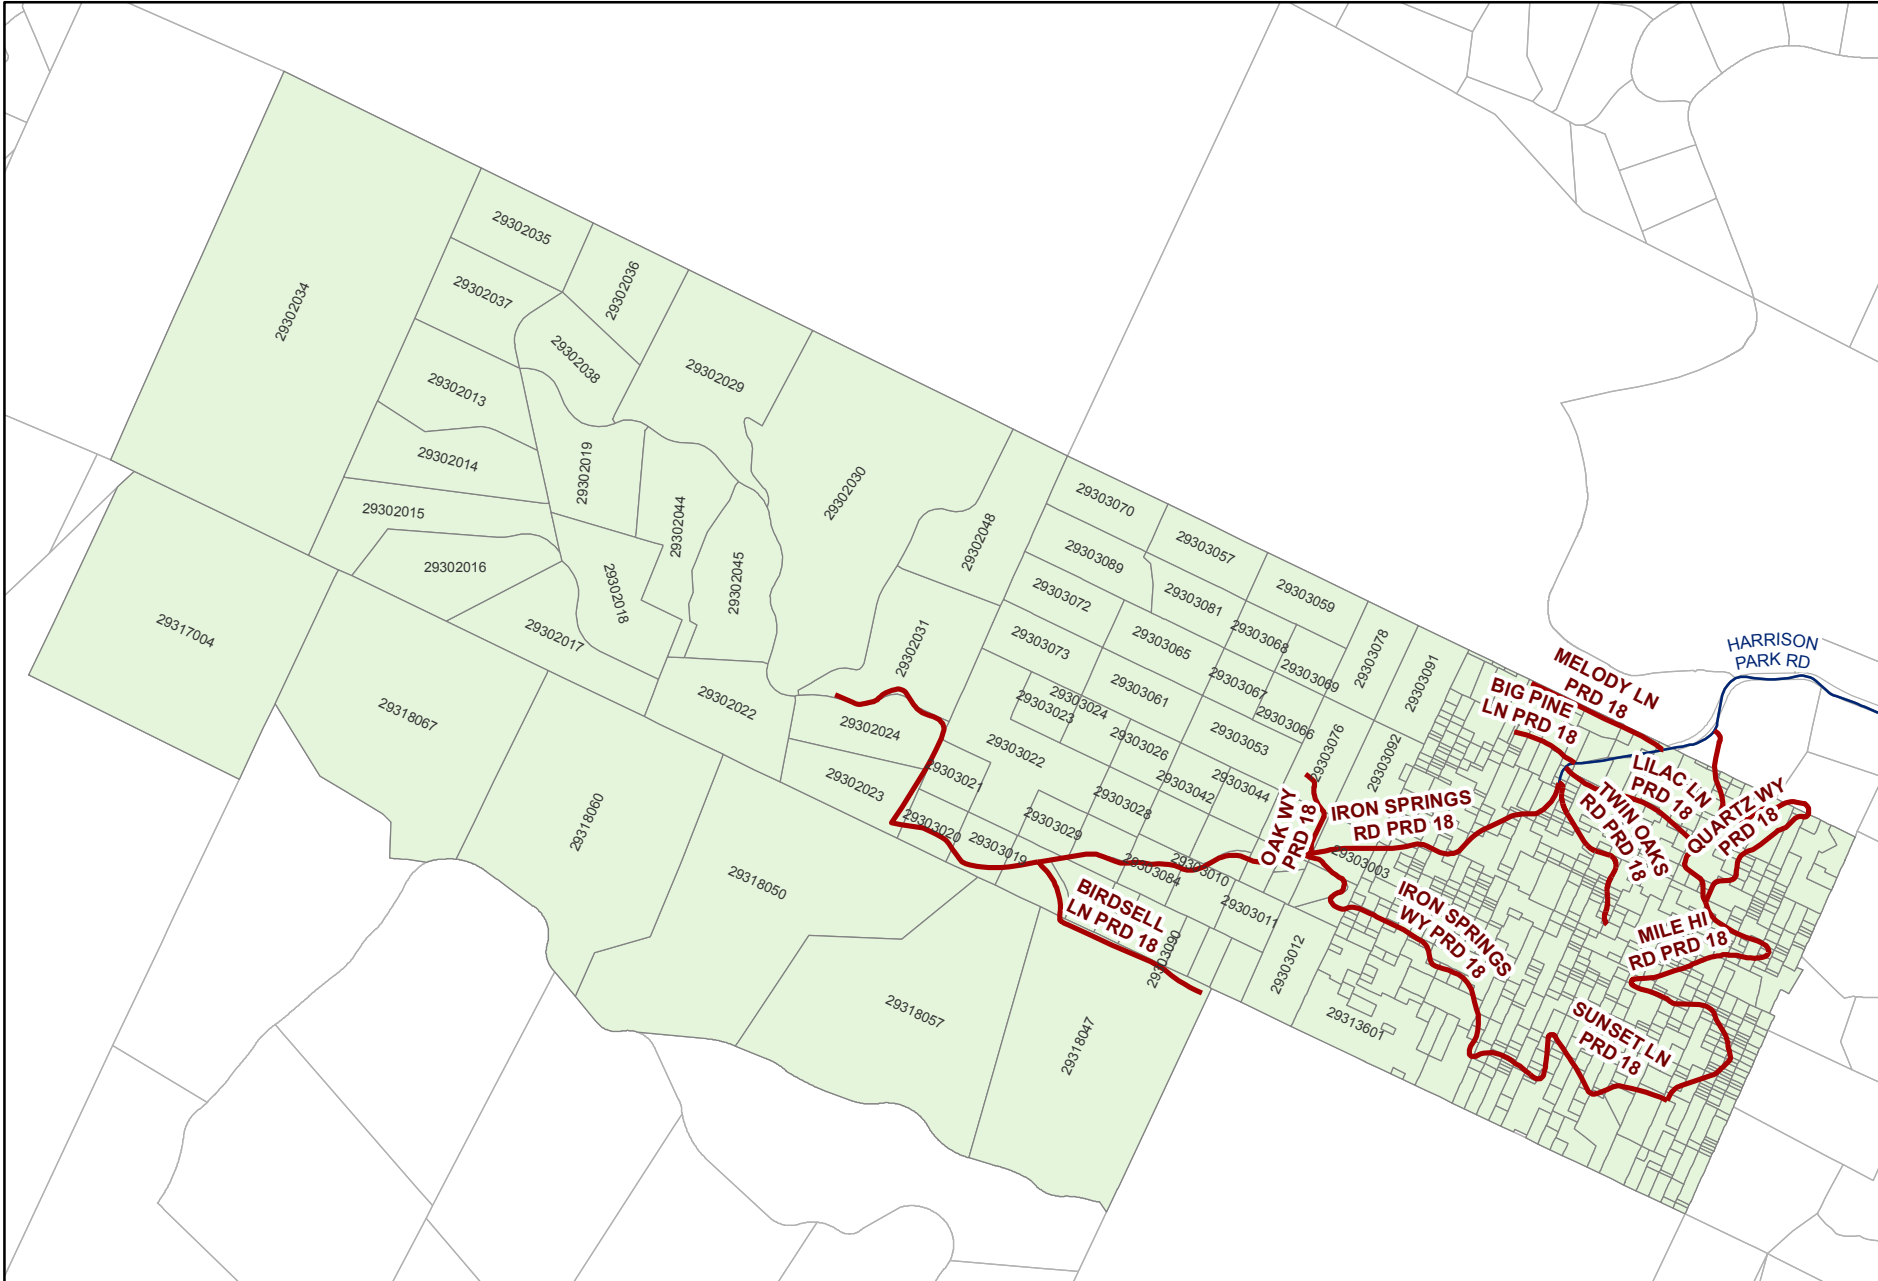 29302035
29302036
29302037
29302034
29302038
29302029
29302013
29302014
29302019
29302030
29302015
29302044
29302048
29302016
29302045
29302018
29302017
29302031
29302022
29302024
29302023
29317004
29318067
29318060
29318050
29318057
29318047
29303070
29303057
29303089
29303059
29303072
29303081
29303068
29303078
29303073
29303065
29303069
29303091
29303061
29303067
29303023
29303024
29303066
29303053
29303076
29303022
29303026
29303092
29303021
29303042
29303044
29303028
29303020
29303029
29303019
29303084
29303010
29303003
29303011
29303090
29303012
29313601
HARRISON
PARK RD
MELODY LN
PRD 18
BIG PINE
LN PRD 18
LILAC LN
PRD 18
TWIN OAKS
RD PRD 18
QUARTZ WY
PRD 18
IRON SPRINGS
RD PRD 18
OAK WY
PRD 18
BIRDSELL
LN PRD 18
IRON SPRINGS
WY PRD 18
MILE HI
RD PRD 18
SUNSET LN
PRD 18